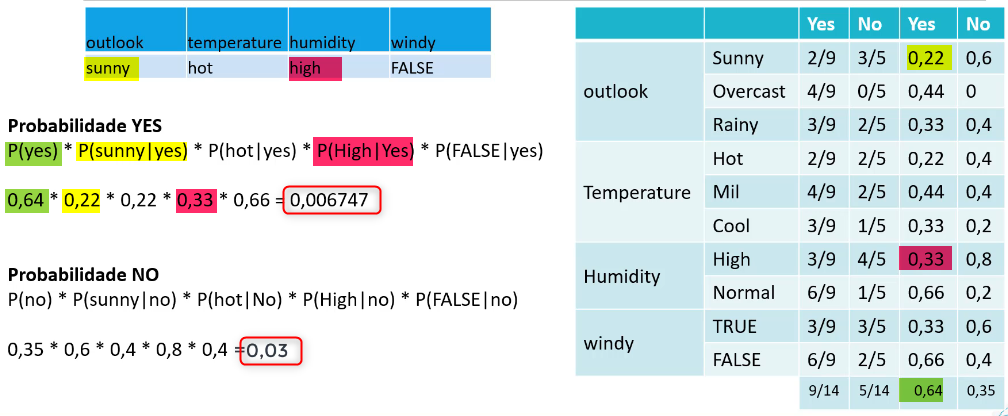 outlook temperature humidity windy
sunny hot high FALSE
Probabilidade YES
P(yes) * P(sunny|yes) * P(hot|yes) * P(High|Yes) * P(FALSE|yes)
0,64 * 0,22 * 0,22 * 0,33 * 0,66 = 0,006747
Probabilidade NO
P(no) * P(sunny|no) * P(hot|No) * P(High|no) * P(FALSE|no)
0,35 * 0,6 * 0,4 * 0,8 * 0,4 = 0,03
Yes No Yes No
outlook
Sunny 2/9 3/5 0,22 0,6
Overcast 4/9 0/5 0,44 0
Rainy 3/9 2/5 0,33 0,4
Temperature
Hot 2/9 2/5 0,22 0,4
Mil 4/9 2/5 0,44 0,4
Cool 3/9 1/5 0,33 0,2
Humidity
High 3/9 4/5 0,33 0,8
Normal 6/9 1/5 0,66 0,2
windy
TRUE 3/9 3/5 0,33 0,6
FALSE 6/9 2/5 0,66 0,4
9/14 5/14 0,64 0,35